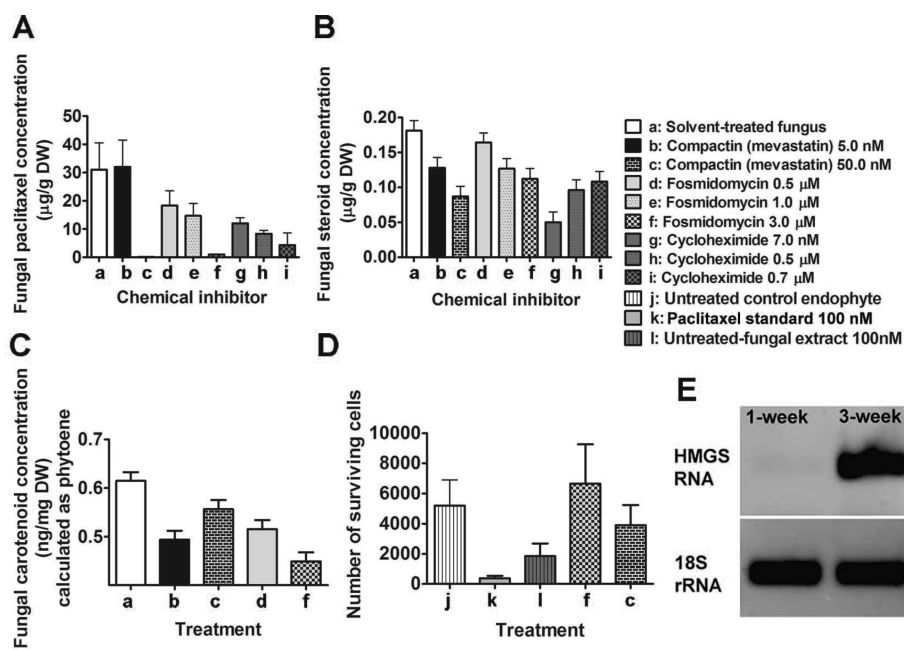 A
Fungal paclitaxel concentration
(µg/g DW)
50
40
30
20
10
0
a b c d e f g h i
Chemical inhibitor
B
Fungal steroid concentration
(µg/g DW)
0.20
0.15
0.10
0.05
0.00
a b c d e f g h i
Chemical inhibitor
a: Solvent-treated fungus
b: Compactin (mevastatin) 5.0 nM
c: Compactin (mevastatin) 50.0 nM
d: Fosmidomycin 0.5 µM
e: Fosmidomycin 1.0 µM
f: Fosmidomycin 3.0 µM
g: Cycloheximide 7.0 nM
h: Cycloheximide 0.5 µM
i: Cycloheximide 0.7 µM
j: Untreated control endophyte
k: Paclitaxel standard 100 nM
l: Untreated-fungal extract 100nM
C
Fungal carotenoid concentration
(ng/mg DW)
calculated as phytoene
0.7
0.6
0.5
a b c d f
Treatment
D
Number of surviving cells
10000
8000
6000
4000
2000
0
j k l f c
Treatment
E
1-week 3-week
HMGS
RNA
18S
rRNA